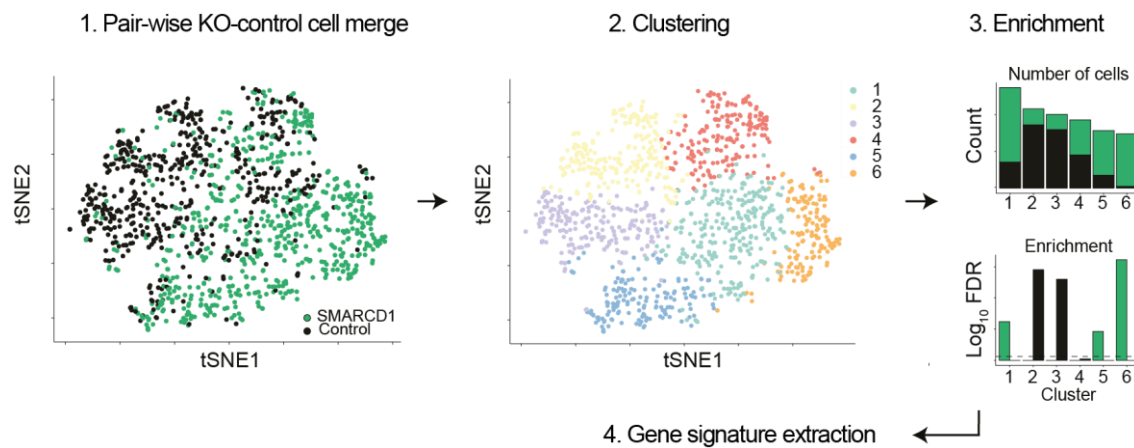 1. Pair-wise KO-control cell merge
2. Clustering
3. Enrichment
tSNE2
SMARCD1
Control
tSNE1
tSNE2
1
2
3
4
5
6
tSNE1
Number of cells
Count
1 2 3 4 5 6
Enrichment
Log10 FDR
1 2 3 4 5 6
Cluster
4. Gene signature extraction